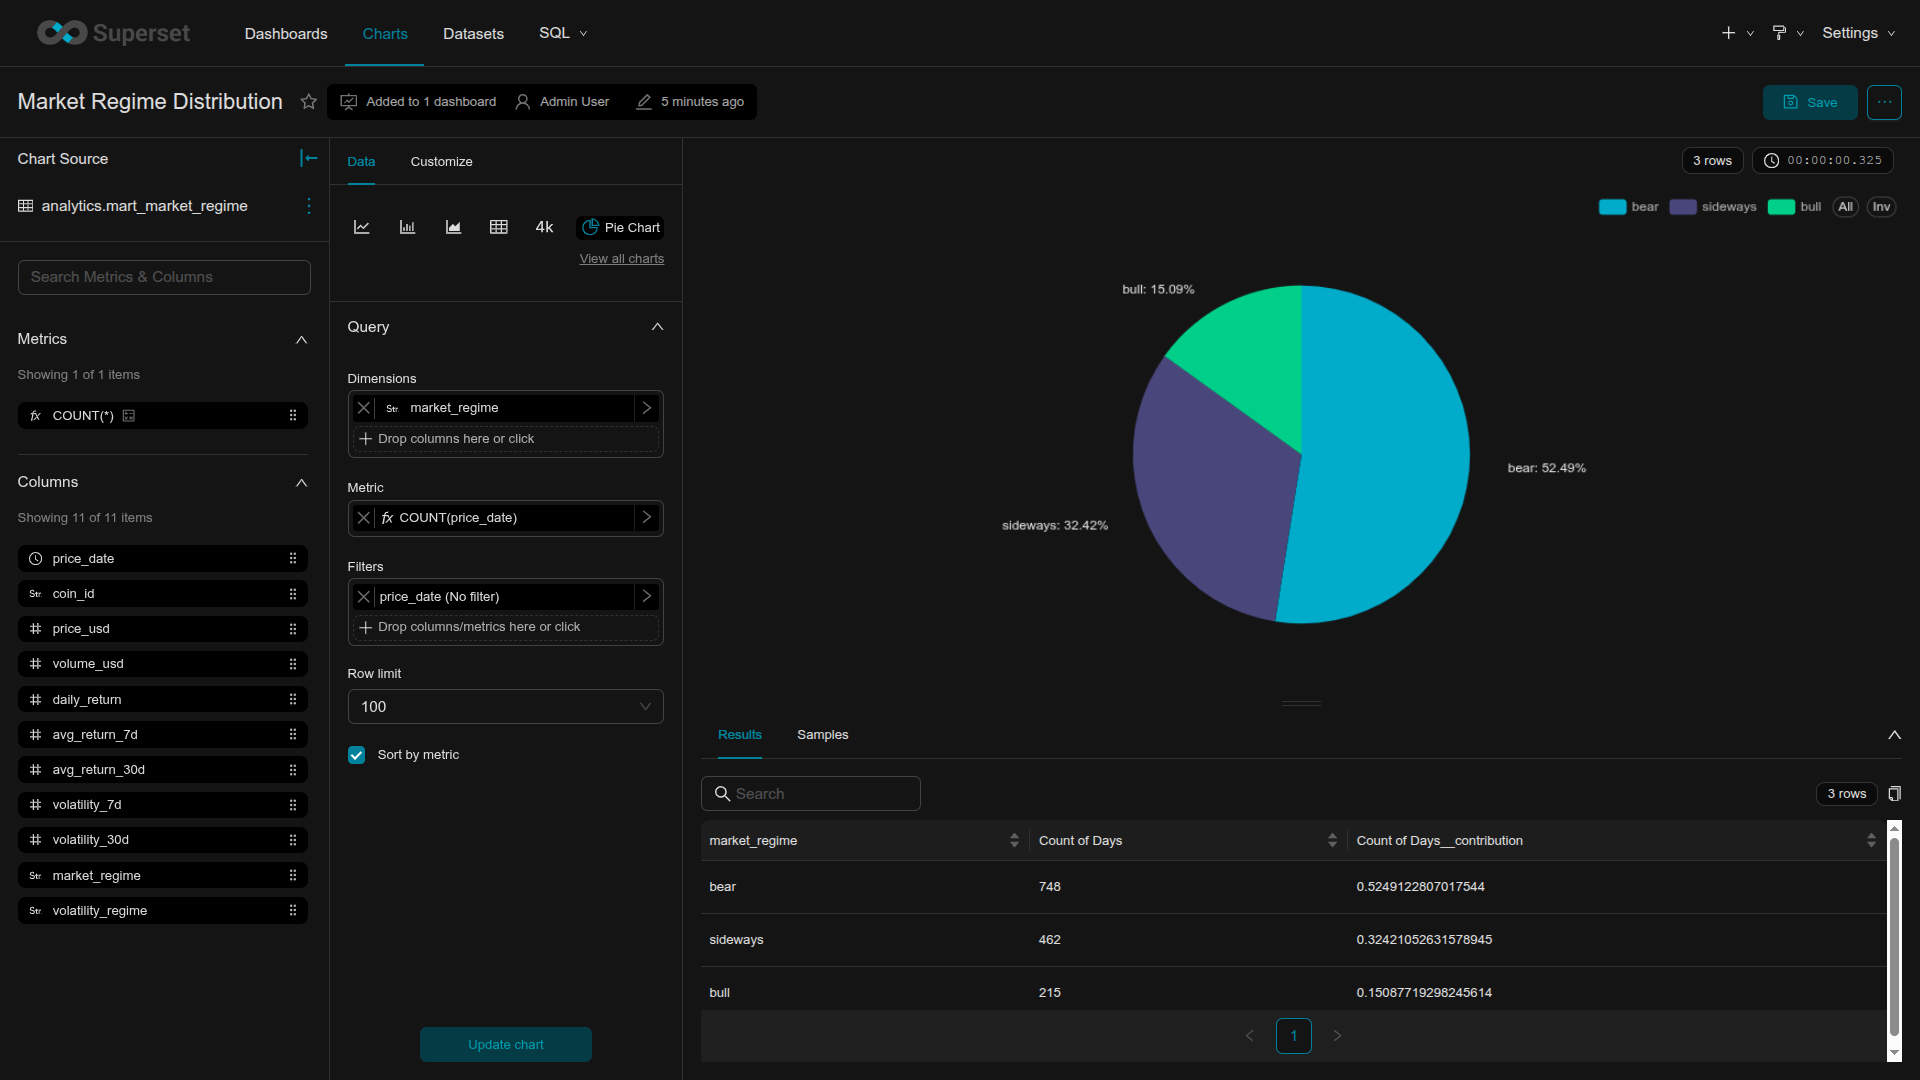 Superset
Dashboards
Charts
Datasets
SQL
Settings
Market Regime Distribution
Added to 1 dashboard
Admin User
5 minutes ago
Save
Chart Source
analytics.mart_market_regime
Search Metrics & Columns
Metrics
Showing 1 of 1 items
fx COUNT(*)
Columns
Showing 11 of 11 items
price_date
Str coin_id
# price_usd
# volume_usd
# daily_return
# avg_return_7d
# avg_return_30d
# volatility_7d
# volatility_30d
Str market_regime
Str volatility_regime
Data
Customize
4k
Pie Chart
View all charts
Query
Dimensions
Str market_regime
Drop columns here or click
Metric
fx COUNT(price_date)
Filters
price_date (No filter)
Drop columns/metrics here or click
Row limit
100
Sort by metric
Update chart
3 rows
00:00:00.325
bear
sideways
bull
All
Inv
bull: 15.09%
bear: 52.49%
sideways: 32.42%
Results
Samples
Search
3 rows
market_regime Count of Days Count of Days__contribution
bear 748 0.5249122807017544
sideways 462 0.32421052631578945
bull 215 0.15087719298245614
1